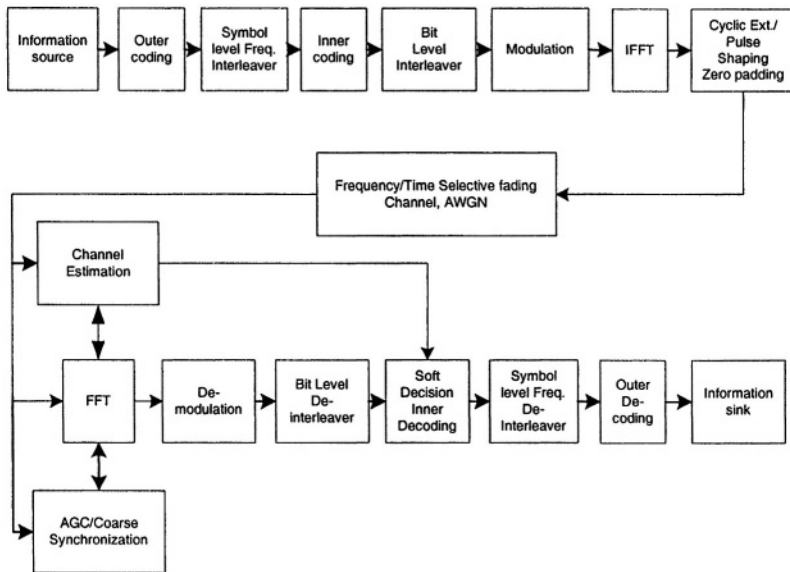 Information
source
Outer
coding
Symbol
level Freq.
Interleaver
Inner
coding
Bit
Level
Interleaver
Modulation
IFFT
Cyclic Ext./
Pulse
Shaping
Zero padding
Frequency/Time Selective fading
Channel, AWGN
Channel
Estimation
FFT
De-
modulation
Bit Level
De-
interleaver
Soft
Decision
Inner
Decoding
Symbol
level Freq.
De-
Interleaver
Outer
De-
coding
Information
sink
AGC/Coarse
Synchronization